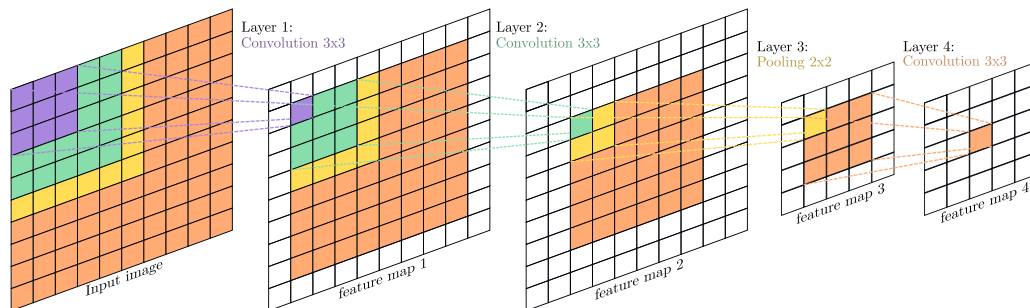 Layer 1:
Convolution 3x3
Layer 2:
Convolution 3x3
Layer 3:
Pooling 2x2
Layer 4:
Convolution 3x3
Input image
feature map 1
feature map 2
feature map 3
feature map 4